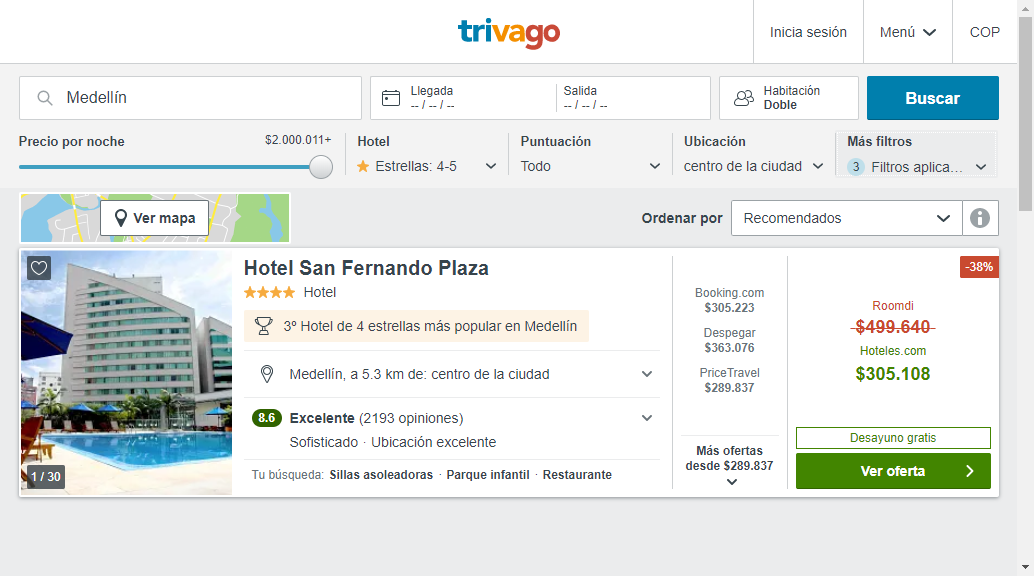 trivago
Inicia sesión
Menú
COP
Medellín
Llegada
-- / -- / --
Salida
-- / -- / --
Habitación
Doble
Buscar
Precio por noche
$2.000.011+
Hotel
Estrellas: 4-5
Puntuación
Todo
Ubicación
centro de la ciudad
Más filtros
3 Filtros aplica...
Ver mapa
Ordenar por
Recomendados
Hotel San Fernando Plaza
Hotel
3º Hotel de 4 estrellas más popular en Medellín
Medellín, a 5.3 km de: centro de la ciudad
8.6 Excelente (2193 opiniones)
Sofisticado · Ubicación excelente
Tu búsqueda: Sillas asoleadoras · Parque infantil · Restaurante
1 / 30
Booking.com
$305.223
Despegar
$363.076
PriceTravel
$289.837
Más ofertas
desde $289.837
-38%
Roomdi
$499.640
Hoteles.com
$305.108
Desayuno gratis
Ver oferta